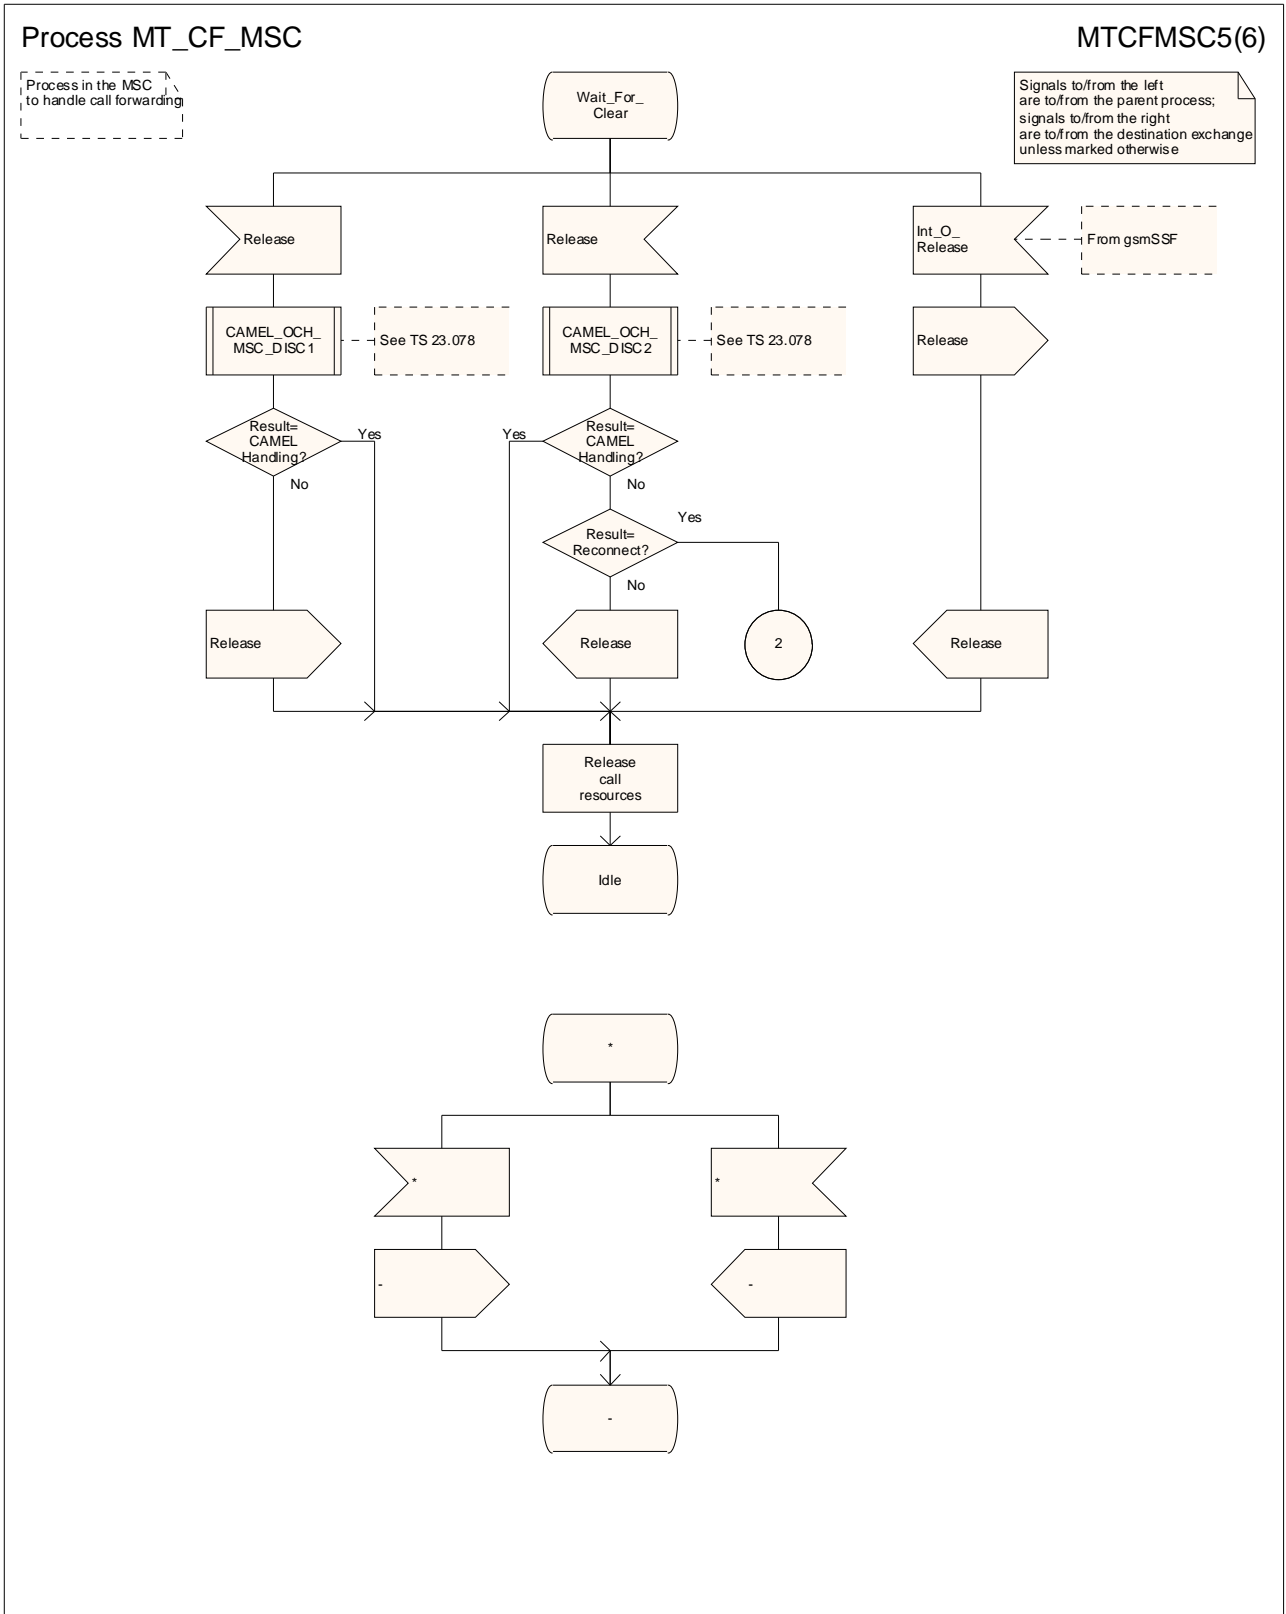 Process MT_CF_MSC
MTCFMSC5(6)
Process in the MSC
to handle call forwarding
Wait_For_
Clear
Signals to/from the left
are to/from the parent process;
signals to/from the right
are to/from the destination exchange
unless marked otherwise
Release
Release
Int_O_
Release
From gsmSSF
CAMEL_OCH_
MSC_DISC1
See TS 23.078
CAMEL_OCH_
MSC_DISC2
See TS 23.078
Release
Result=
CAMEL
Handling?
Yes
No
Yes
Result=
CAMEL
Handling?
No
Result=
Reconnect?
Yes
No
Release
Release
2
Release
Release
call
resources
Idle
*
*
*
-
-
-